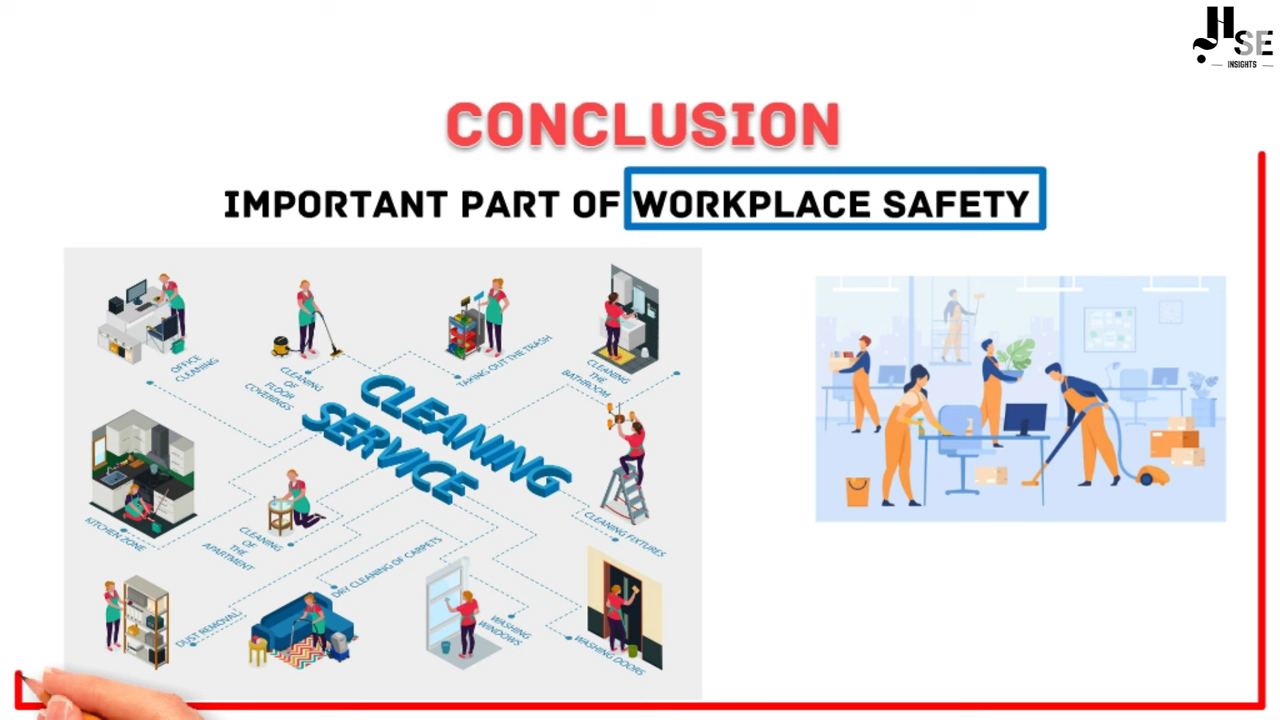 HSE
INSIGHTS
CONCLUSION
IMPORTANT PART OF WORKPLACE SAFETY
OFFICE
CLEANING
CLEANING
OF
FLOOR
COVERINGS
TAKING OUT THE TRASH
CLEANING
THE
BATHROOM
CLEANING
SERVICE
KITCHEN ZONE
CLEANING
OF
THE
APARTMENT
CLEANING FIXTURES
DUST REMOVAL
DRY CLEANING OF CARPETS
WASHING
WINDOWS
WASHING DOORS